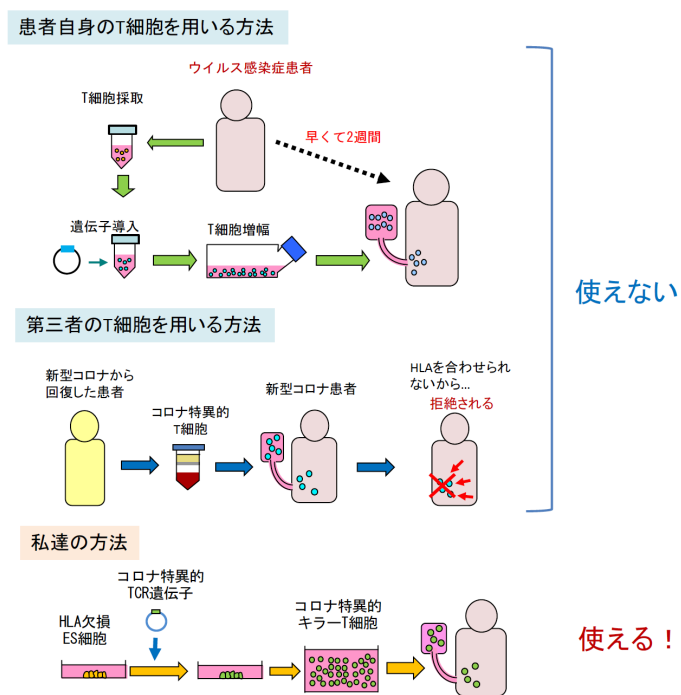 患者自身のT細胞を用いる方法
ウイルス感染症患者
T細胞採取
早くて2週間
遺伝子導入
T細胞増幅
使えない
第三者のT細胞を用いる方法
新型コロナから
回復した患者
コロナ特異的
T細胞
新型コロナ患者
HLAを合わせられ
ないから…
拒絶される
私達の方法
コロナ特異的
TCR遺伝子
HLA欠損
ES細胞
コロナ特異的
キラーT細胞
使える！